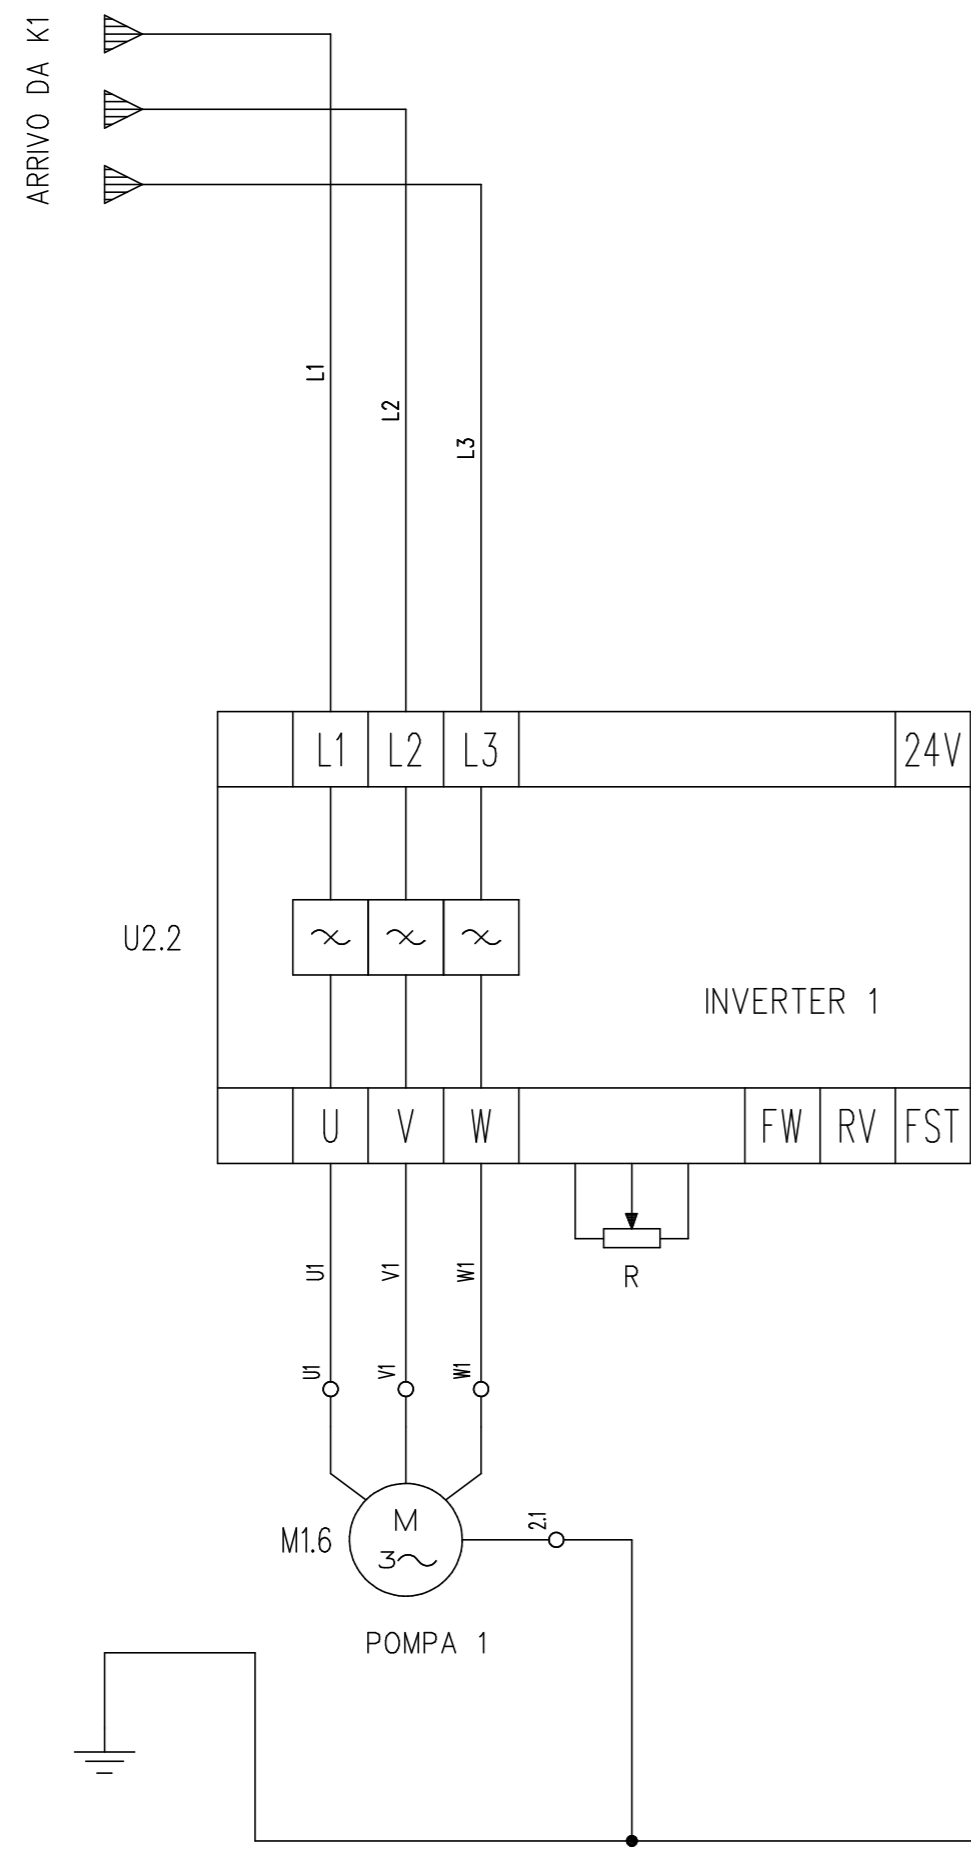 ARRIVO DA K1
L1
L2
L3
L1 L2 L3 24V
U2.2
INVERTER 1
U V W FW RV FST
R
U1 V1 W1
U1 V1 W1
M1.6
M
3~
2.1
POMPA 1